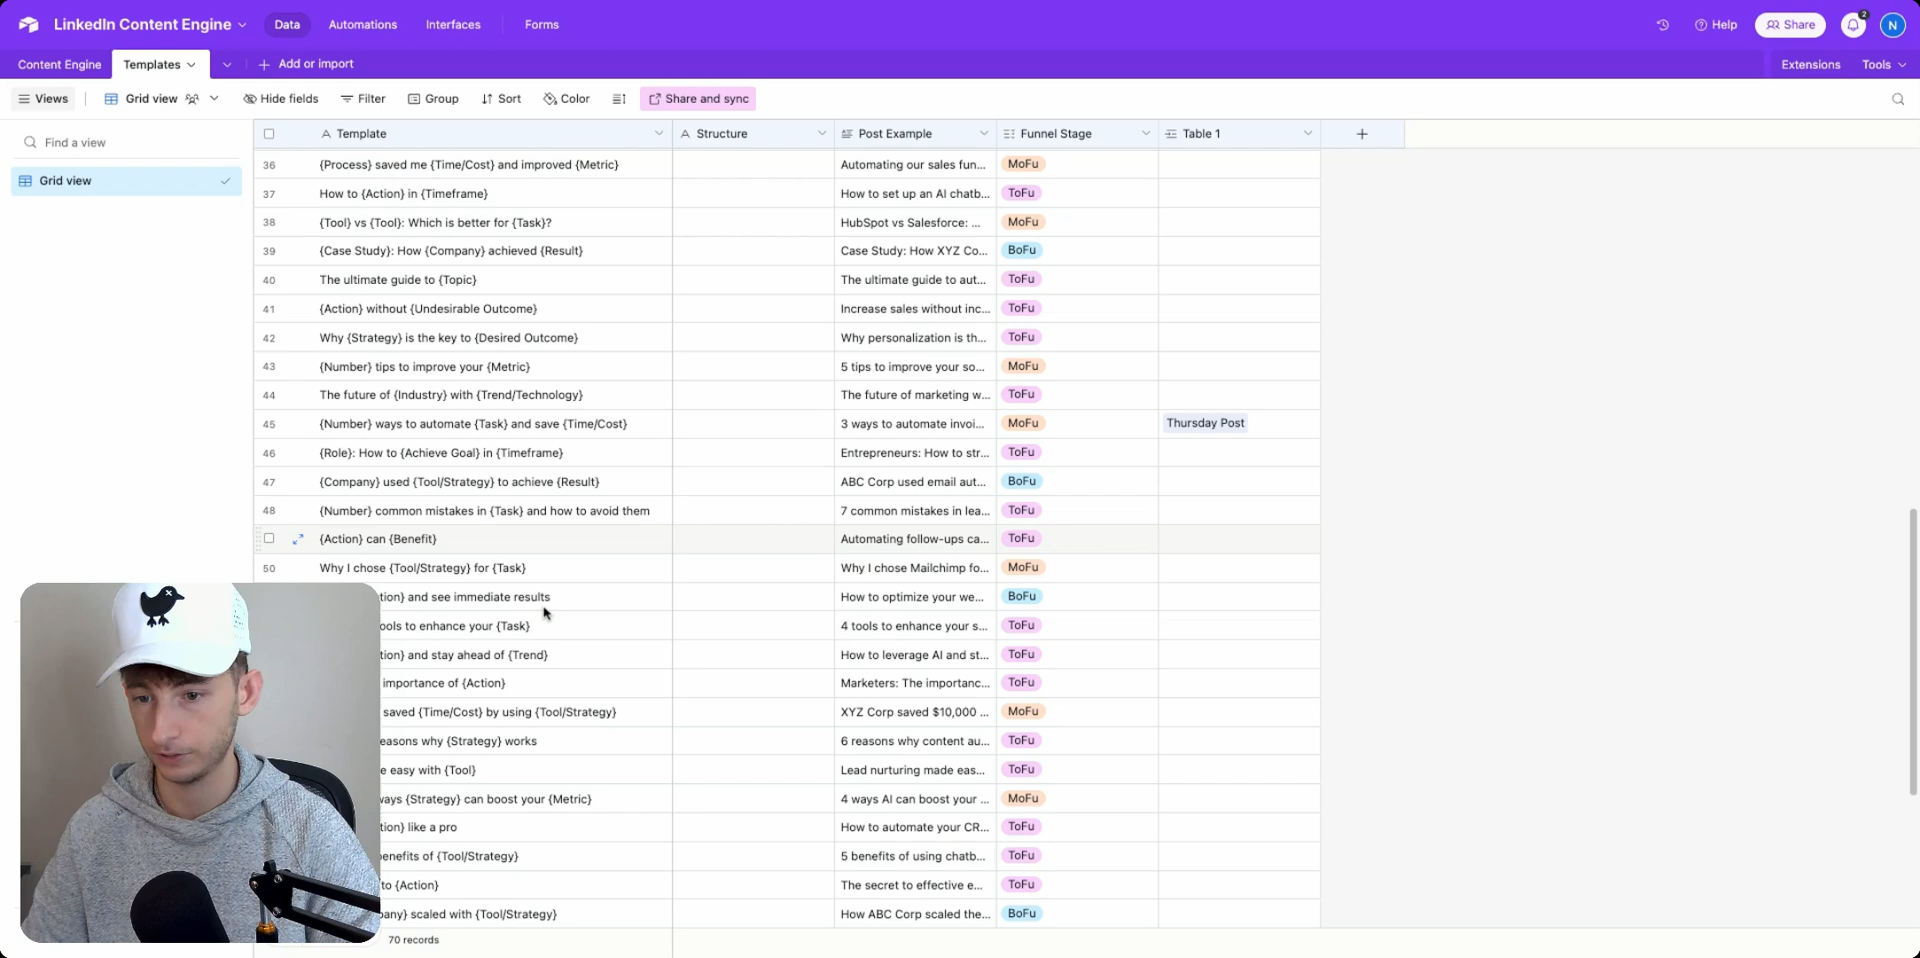 LinkedIn Content Engine Data Automations Interfaces Forms Help Share 2 N
Content Engine Templates Add or import Extensions Tools
Views Grid view Hide fields Filter Group Sort Color Share and sync
Find a view
Grid view
Template Structure Post Example Funnel Stage Table 1
36 {Process} saved me {Time/Cost} and improved {Metric} Automating our sales fun... MoFu
37 How to {Action} in {Timeframe} How to set up an AI chatb... ToFu
38 {Tool} vs {Tool}: Which is better for {Task}? HubSpot vs Salesforce: ... MoFu
39 {Case Study}: How {Company} achieved {Result} Case Study: How XYZ Co... BoFu
40 The ultimate guide to {Topic} The ultimate guide to aut... ToFu
41 {Action} without {Undesirable Outcome} Increase sales without inc... ToFu
42 Why {Strategy} is the key to {Desired Outcome} Why personalization is th... ToFu
43 {Number} tips to improve your {Metric} 5 tips to improve your so... MoFu
44 The future of {Industry} with {Trend/Technology} The future of marketing w... ToFu
45 {Number} ways to automate {Task} and save {Time/Cost} 3 ways to automate invoi... MoFu Thursday Post
46 {Role}: How to {Achieve Goal} in {Timeframe} Entrepreneurs: How to str... ToFu
47 {Company} used {Tool/Strategy} to achieve {Result} ABC Corp used email aut... BoFu
48 {Number} common mistakes in {Task} and how to avoid them 7 common mistakes in lea... ToFu
{Action} can {Benefit} Automating follow-ups ca... ToFu
50 Why I chose {Tool/Strategy} for {Task} Why I chose Mailchimp fo... MoFu
tion} and see immediate results How to optimize your we... BoFu
ools to enhance your {Task} 4 tools to enhance your s... ToFu
tion} and stay ahead of {Trend} How to leverage AI and st... ToFu
importance of {Action} Marketers: The importanc... ToFu
saved {Time/Cost} by using {Tool/Strategy} XYZ Corp saved $10,000 ... MoFu
easons why {Strategy} works 6 reasons why content au... ToFu
e easy with {Tool} Lead nurturing made eas... ToFu
ways {Strategy} can boost your {Metric} 4 ways AI can boost your ... MoFu
tion} like a pro How to automate your CR... ToFu
enefits of {Tool/Strategy} 5 benefits of using chatb... ToFu
to {Action} The secret to effective e... ToFu
pany} scaled with {Tool/Strategy} How ABC Corp scaled the... BoFu
70 records